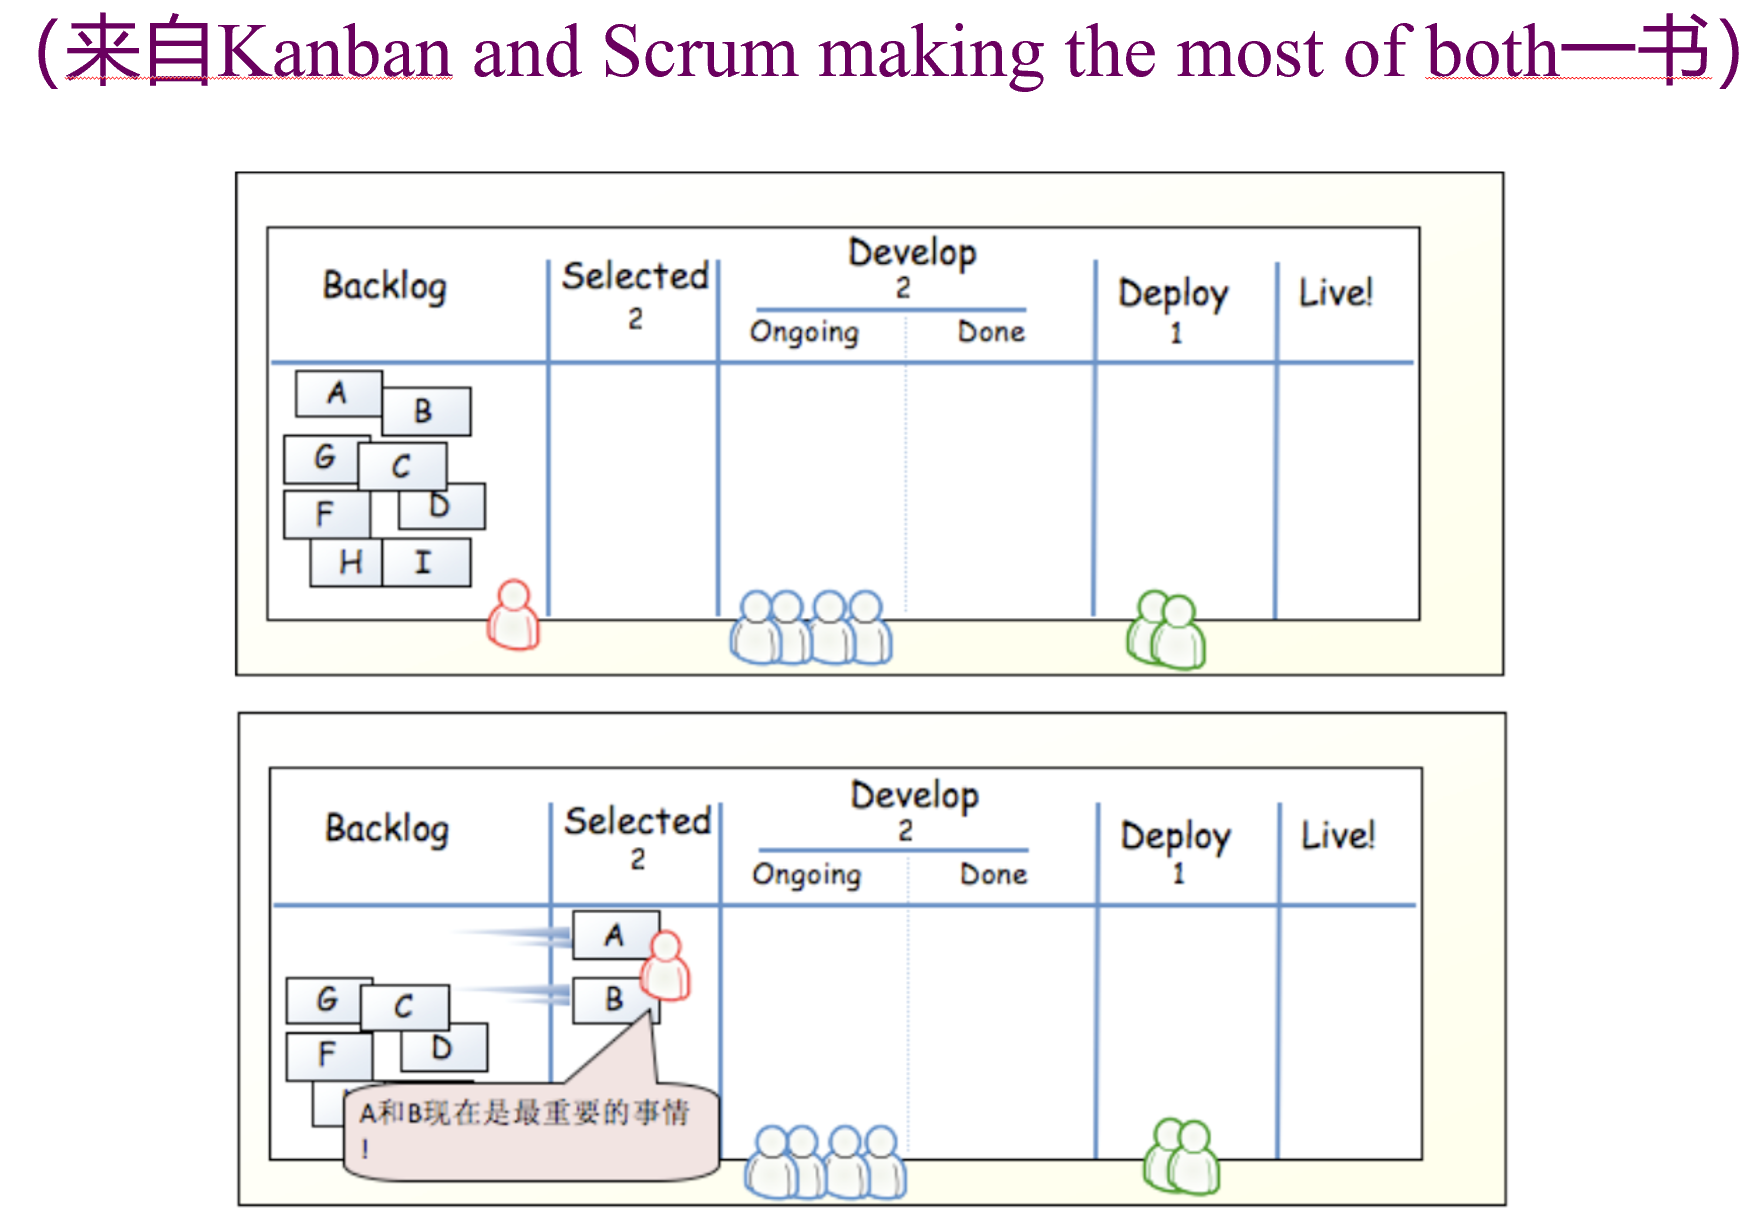 (来自Kanban and Scrum making the most of both一书)
Backlog
Selected
2
Develop
2
Ongoing
Done
Deploy
1
Live!
A
B
G
C
F
D
H
I
Backlog
Selected
2
Develop
2
Ongoing
Done
Deploy
1
Live!
A
B
G
C
F
D
A和B现在是最重要的事情
!